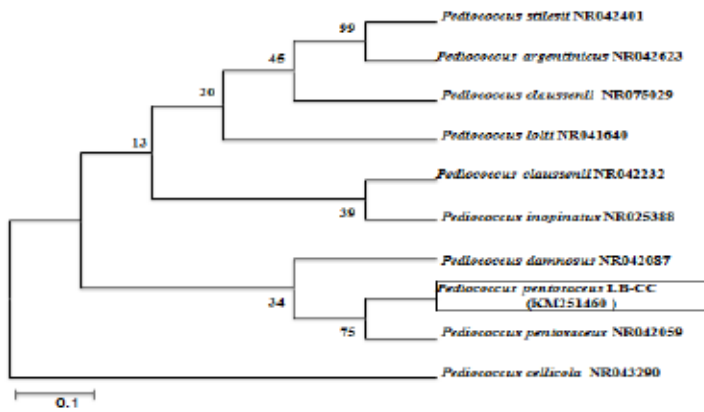 Pediococcus stilesii NR042401
99
Pediococcus argentinicus NR042623
45
Pediococcus claussenii NR075029
20
Pediococcus lolii NR041640
13
Pediococcus claussenii NR042232
39
Pediococcus inopinatus NR025388
Pediococcus damnosus NR042087
34
Pediococcus pentosaceus LB-CC
(KM251460 )
75
Pediococcus pentosaceus NR042059
Pediococcus cellicola NR043290
0.1